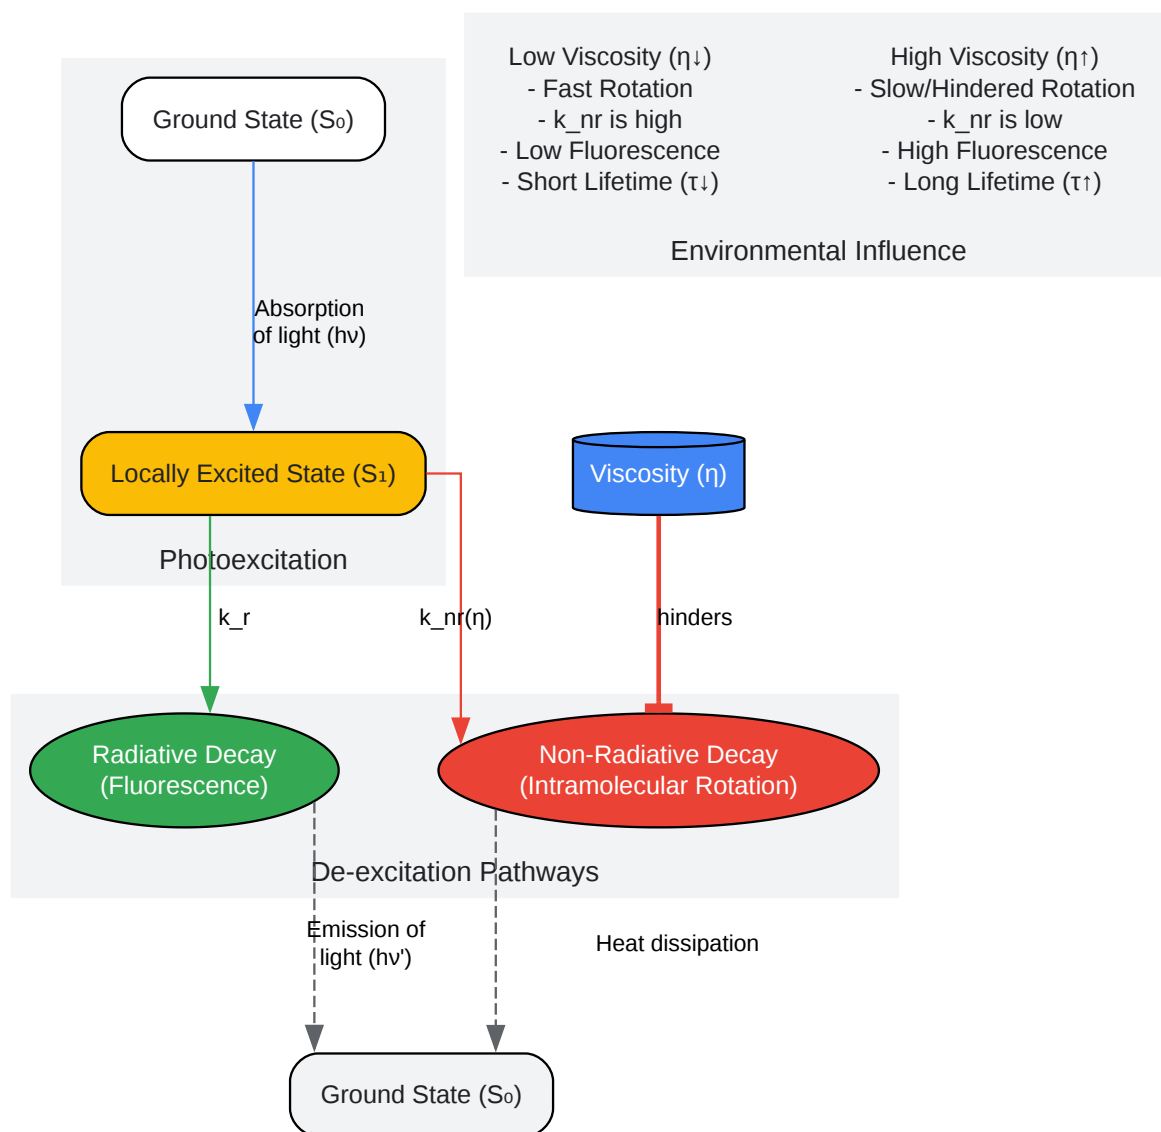 Low Viscosity (η↓)
- Fast Rotation
- k_nr is high
- Low Fluorescence
- Short Lifetime (τ↓)
High Viscosity (η↑)
- Slow/Hindered Rotation
- k_nr is low
- High Fluorescence
- Long Lifetime (τ↑)
Environmental Influence
Ground State (S₀)
Absorption
of light (hν)
Locally Excited State (S₁)
Viscosity (η)
Photoexcitation
k_r
k_nr(η)
hinders
Radiative Decay
(Fluorescence)
Non-Radiative Decay
(Intramolecular Rotation)
De-excitation Pathways
Emission of
light (hν')
Heat dissipation
Ground State (S₀)